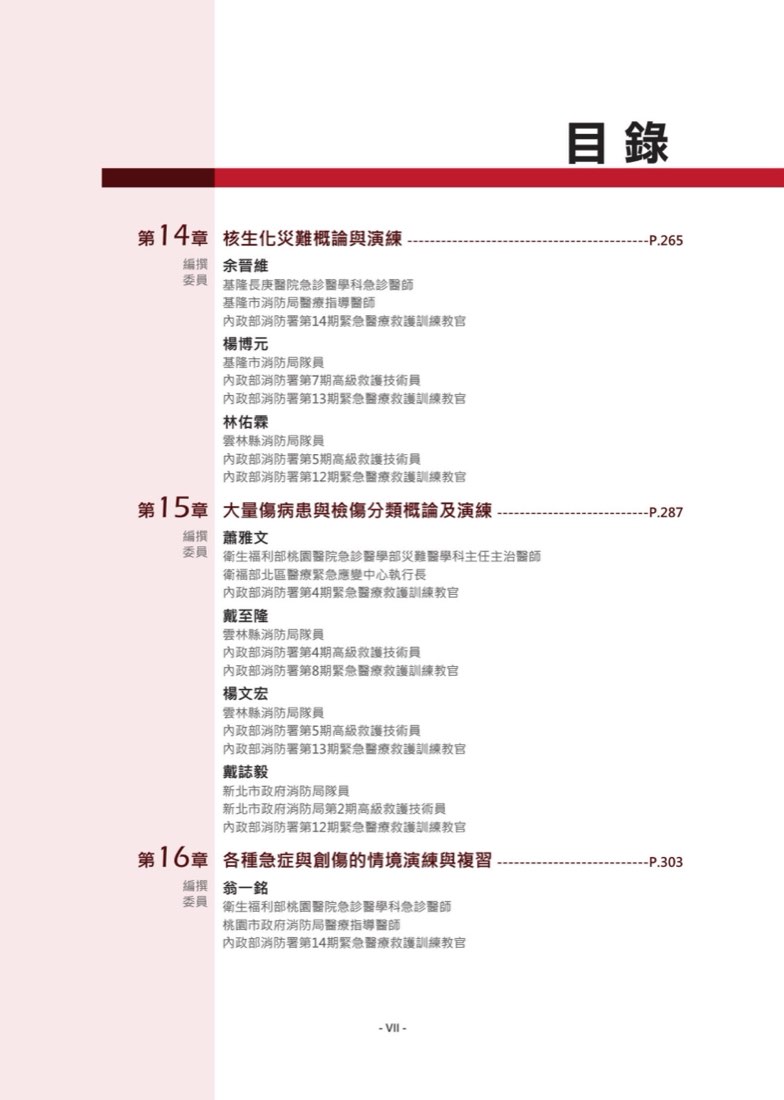 目錄
第14章 核生化災難概論與演練 -------------------------------------------P.265
編撰委員
余晉維
基隆長庚醫院急診醫學科急診醫師
基隆市消防局醫療指導醫師
內政部消防署第14期緊急醫療救護訓練教官
楊博元
基隆市消防局隊員
內政部消防署第7期高級救護技術員
內政部消防署第13期緊急醫療救護訓練教官
林佑霖
雲林縣消防局隊員
內政部消防署第5期高級救護技術員
內政部消防署第12期緊急醫療救護訓練教官
第15章 大量傷病患與檢傷分類概論及演練 ---------------------------P.287
編撰委員
蕭雅文
衛生福利部桃園醫院急診醫學部災難醫學科主任主治醫師
衛福部北區醫療緊急應變中心執行長
內政部消防署第4期緊急醫療救護訓練教官
戴至隆
雲林縣消防局隊員
內政部消防署第4期高級救護技術員
內政部消防署第8期緊急醫療救護訓練教官
楊文宏
雲林縣消防局隊員
內政部消防署第5期高級救護技術員
內政部消防署第13期緊急醫療救護訓練教官
戴誌毅
新北市政府消防局隊員
新北市政府消防局第2期高級救護技術員
內政部消防署第12期緊急醫療救護訓練教官
第16章 各種急症與創傷的情境演練與複習 ---------------------------P.303
編撰委員
翁一銘
衛生福利部桃園醫院急診醫學科急診醫師
桃園市政府消防局醫療指導醫師
內政部消防署第14期緊急醫療救護訓練教官
- VII -